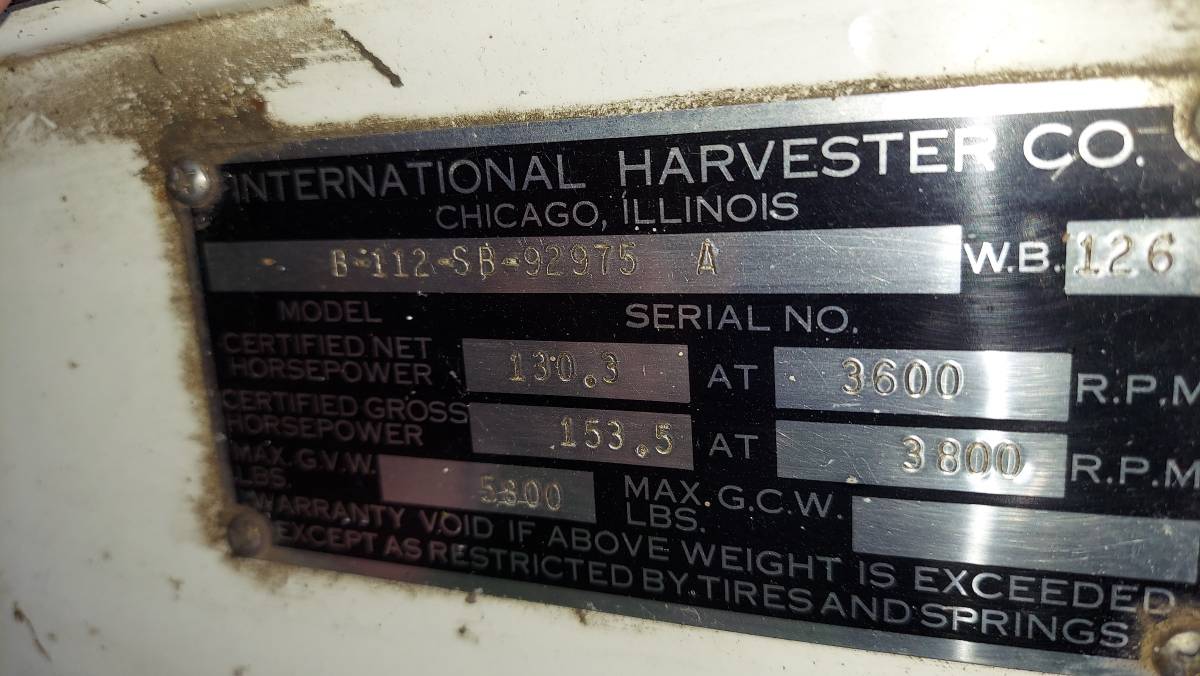 INTERNATIONAL HARVESTER CO.
CHICAGO, ILLINOIS
B-112-SB-92975 A W.B. 126
MODEL SERIAL NO.
CERTIFIED NET HORSEPOWER 130.3 AT 3600 R.P.M
CERTIFIED GROSS HORSEPOWER 153.5 AT 3800 R.P.M
MAX. G.V.W. LBS. 5800 MAX. G.C.W. LBS.
WARRANTY VOID IF ABOVE WEIGHT IS EXCEEDED
EXCEPT AS RESTRICTED BY TIRES AND SPRINGS